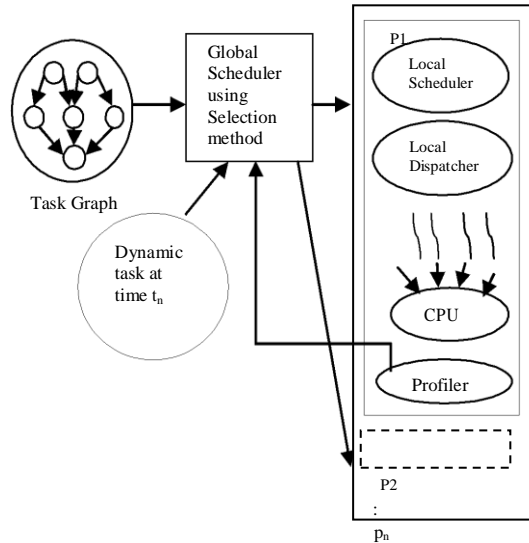 Task Graph
Global
Scheduler
using
Selection
method
Dynamic
task at
time tn
P1
Local
Scheduler
Local
Dispatcher
CPU
Profiler
P2
:
pn